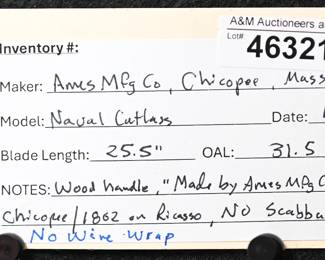 A&M Auctioneers a
Lot# 46321
Inventory #:
Maker: Ames Mfg Co, Chicopee, Mass
Model: Naval Cutlass Date:
Blade Length: 25.5" OAL: 31.5
NOTES: Wood handle, "Made by Ames Mfg C
Chicopee/1862 on Ricasso, No Scabba
No Wire Wrap